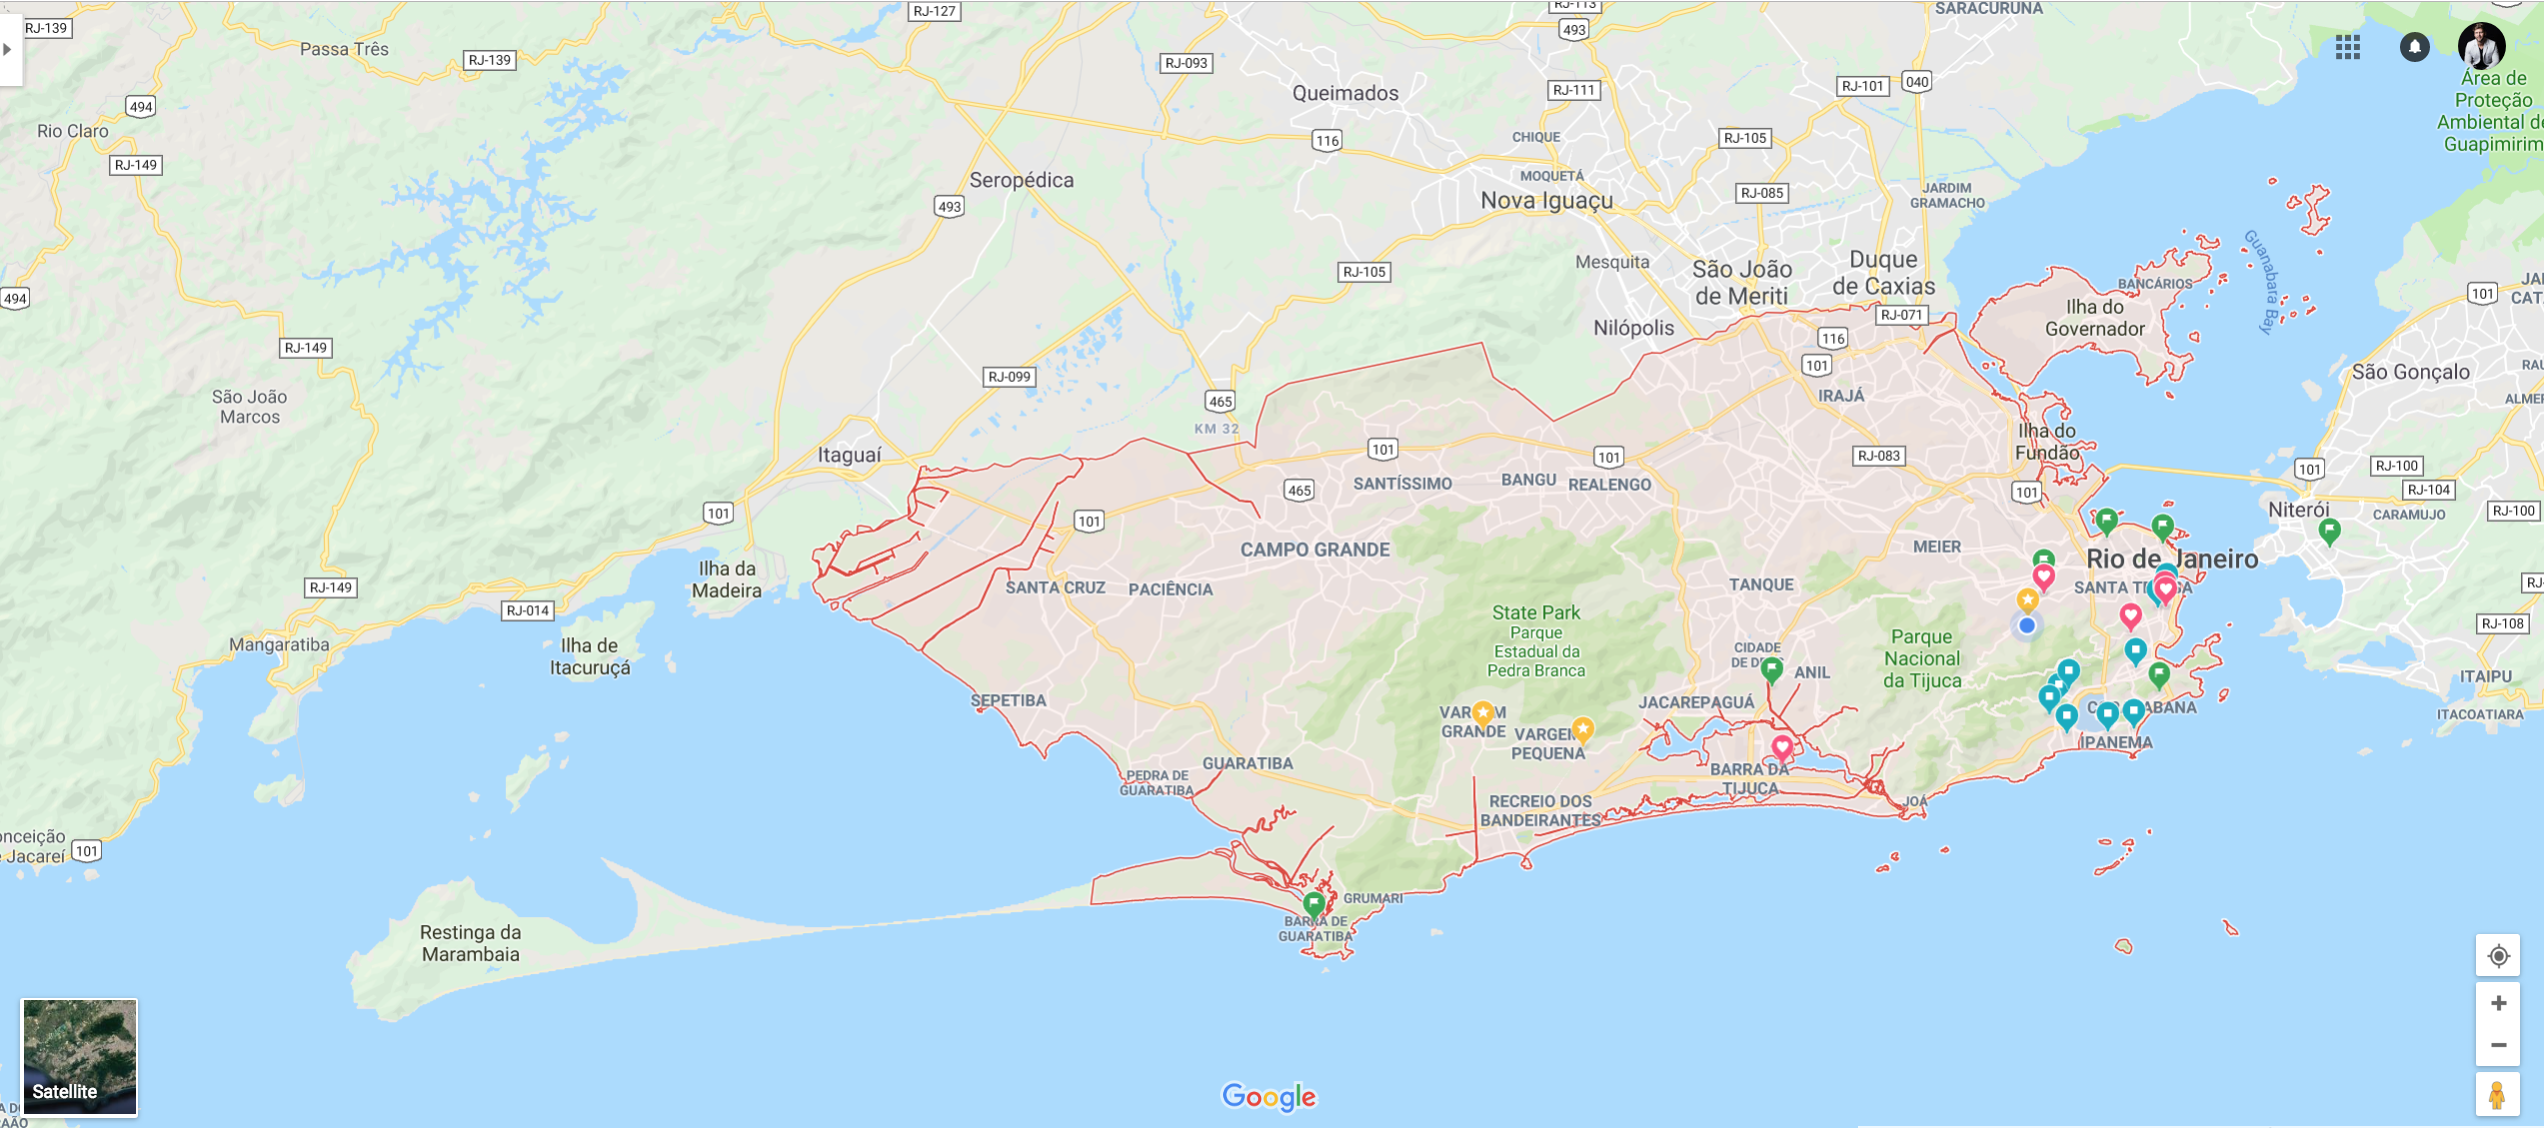 RJ-139
Passa Três
RJ-139
RJ-127
RJ-093
RJ-113
493
SARACURUNA
Queimados
RJ-111
RJ-101
040
Área de
Proteção
Ambiental de
Guapimirim
494
Rio Claro
RJ-149
116
CHIQUE
RJ-105
Seropédica
493
MOQUETÁ
Nova Iguaçu
RJ-085
JARDIM
GRAMACHO
494
RJ-105
Mesquita
São João
de Meriti
Duque
de Caxias
Guanabara Bay
BANCÁRIOS
Ilha do
Governador
101
RJ-149
Nilópolis
RJ-071
116
101
São João
Marcos
RJ-099
465
KM 32
IRAJÁ
São Gonçalo
Itaguaí
101
101
RJ-083
Ilha do
Fundão
101
101
RJ-100
RJ-104
RJ-100
101
465
SANTÍSSIMO
BANGU
REALENGO
101
CAMPO GRANDE
MEIER
Rio de Janeiro
Niterói
CARAMUJO
Ilha da
Madeira
SANTA CRUZ
PACIÊNCIA
TANQUE
RJ-149
RJ-014
State Park
Parque
Estadual da
Pedra Branca
Parque
Nacional
da Tijuca
RJ-108
Mangaratiba
Ilha de
Itacuruçá
CIDADE
ANIL
ITAIPU
SEPETIBA
JACAREPAGUÁ
GRANDE
PEQUENA
IPANEMA
ITACOATIARA
PEDRA DE
GUARATIBA
GUARATIBA
BARRA DA
TIJUCA
RECREIO DOS
BANDEIRANTES
JOÁ
101
Restinga da
Marambaia
GRUMARI
BARRA DE
GUARATIBA
Satellite
Google